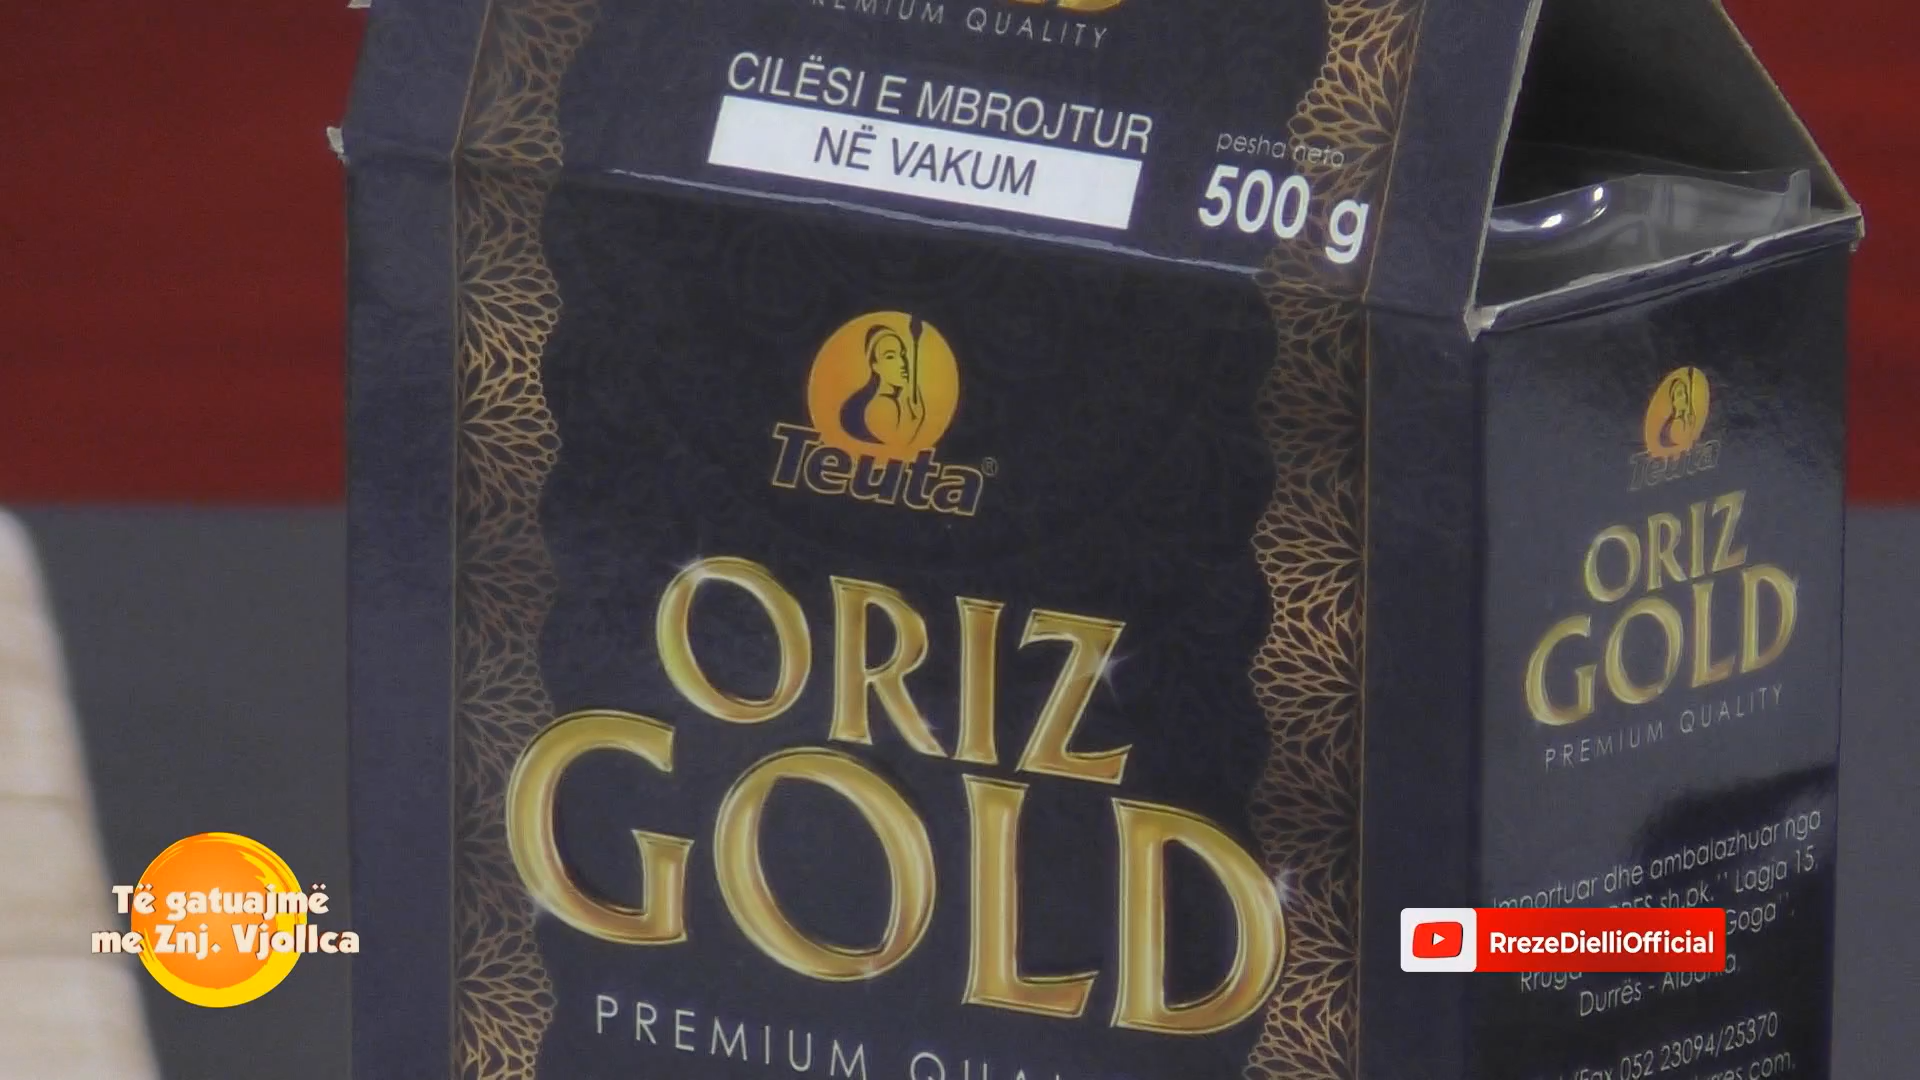 PREMIUM QUALITY
CILËSI E MBROJTUR
NË VAKUM
pesha neto
500 g
Teuta®
ORIZ
GOLD
PREMIUM
Teuta
ORIZ
GOLD
PREMIUM QUALITY
Importuar dhe ambalazhuar nga
sh.pk." Lagja 15,
Goga",
Rruga
Durrës - Albania,
052 23094/25370
Të gatuajmë
me Znj. Vjollca
RrezeDielliOfficial